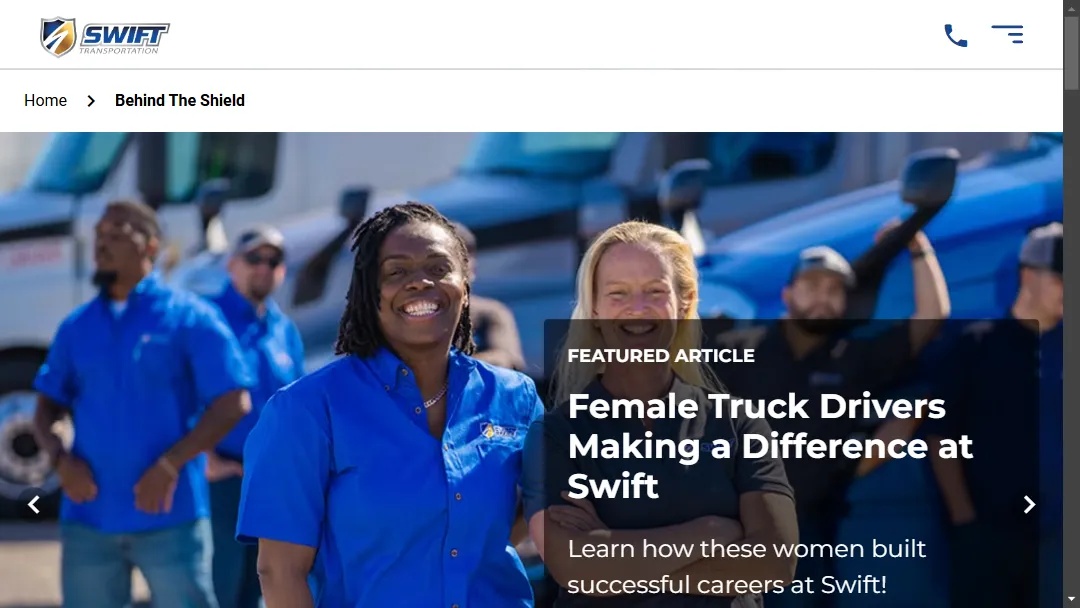 SWIFT
TRANSPORTATION
Home
Behind The Shield
FEATURED ARTICLE
Female Truck Drivers
Making a Difference at
Swift
Learn how these women built
successful careers at Swift!